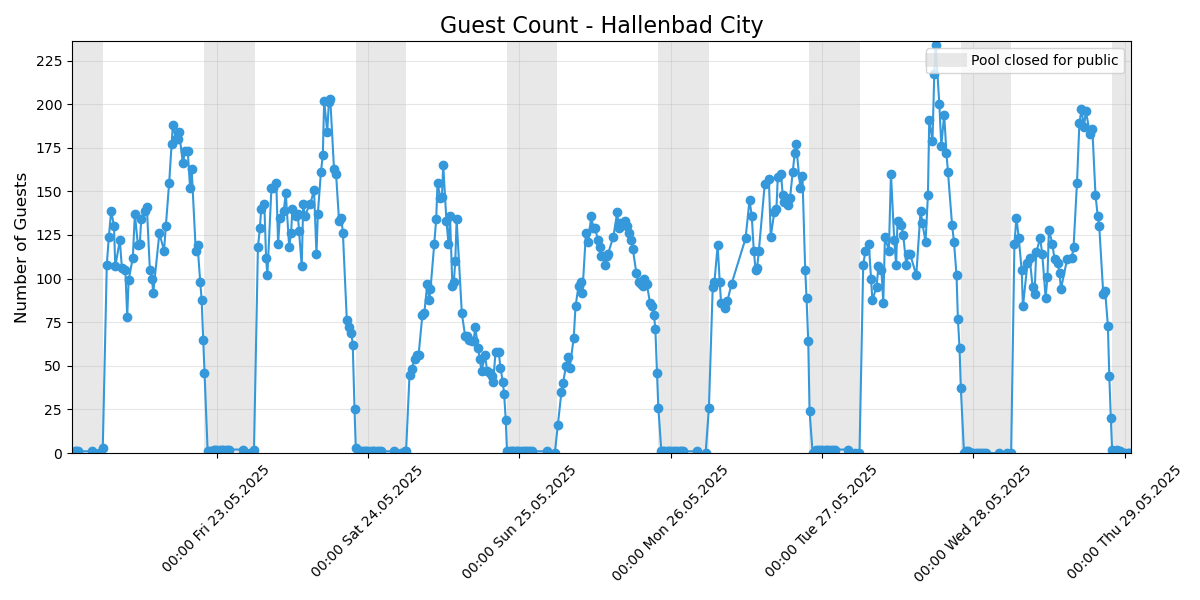 Guest Count - Hallenbad City
Pool closed for public
Number of Guests
225
200
175
150
125
100
75
50
25
0
00:00 Fri 23.05.2025
00:00 Sat 24.05.2025
00:00 Sun 25.05.2025
00:00 Mon 26.05.2025
00:00 Tue 27.05.2025
00:00 Wed 28.05.2025
00:00 Thu 29.05.2025